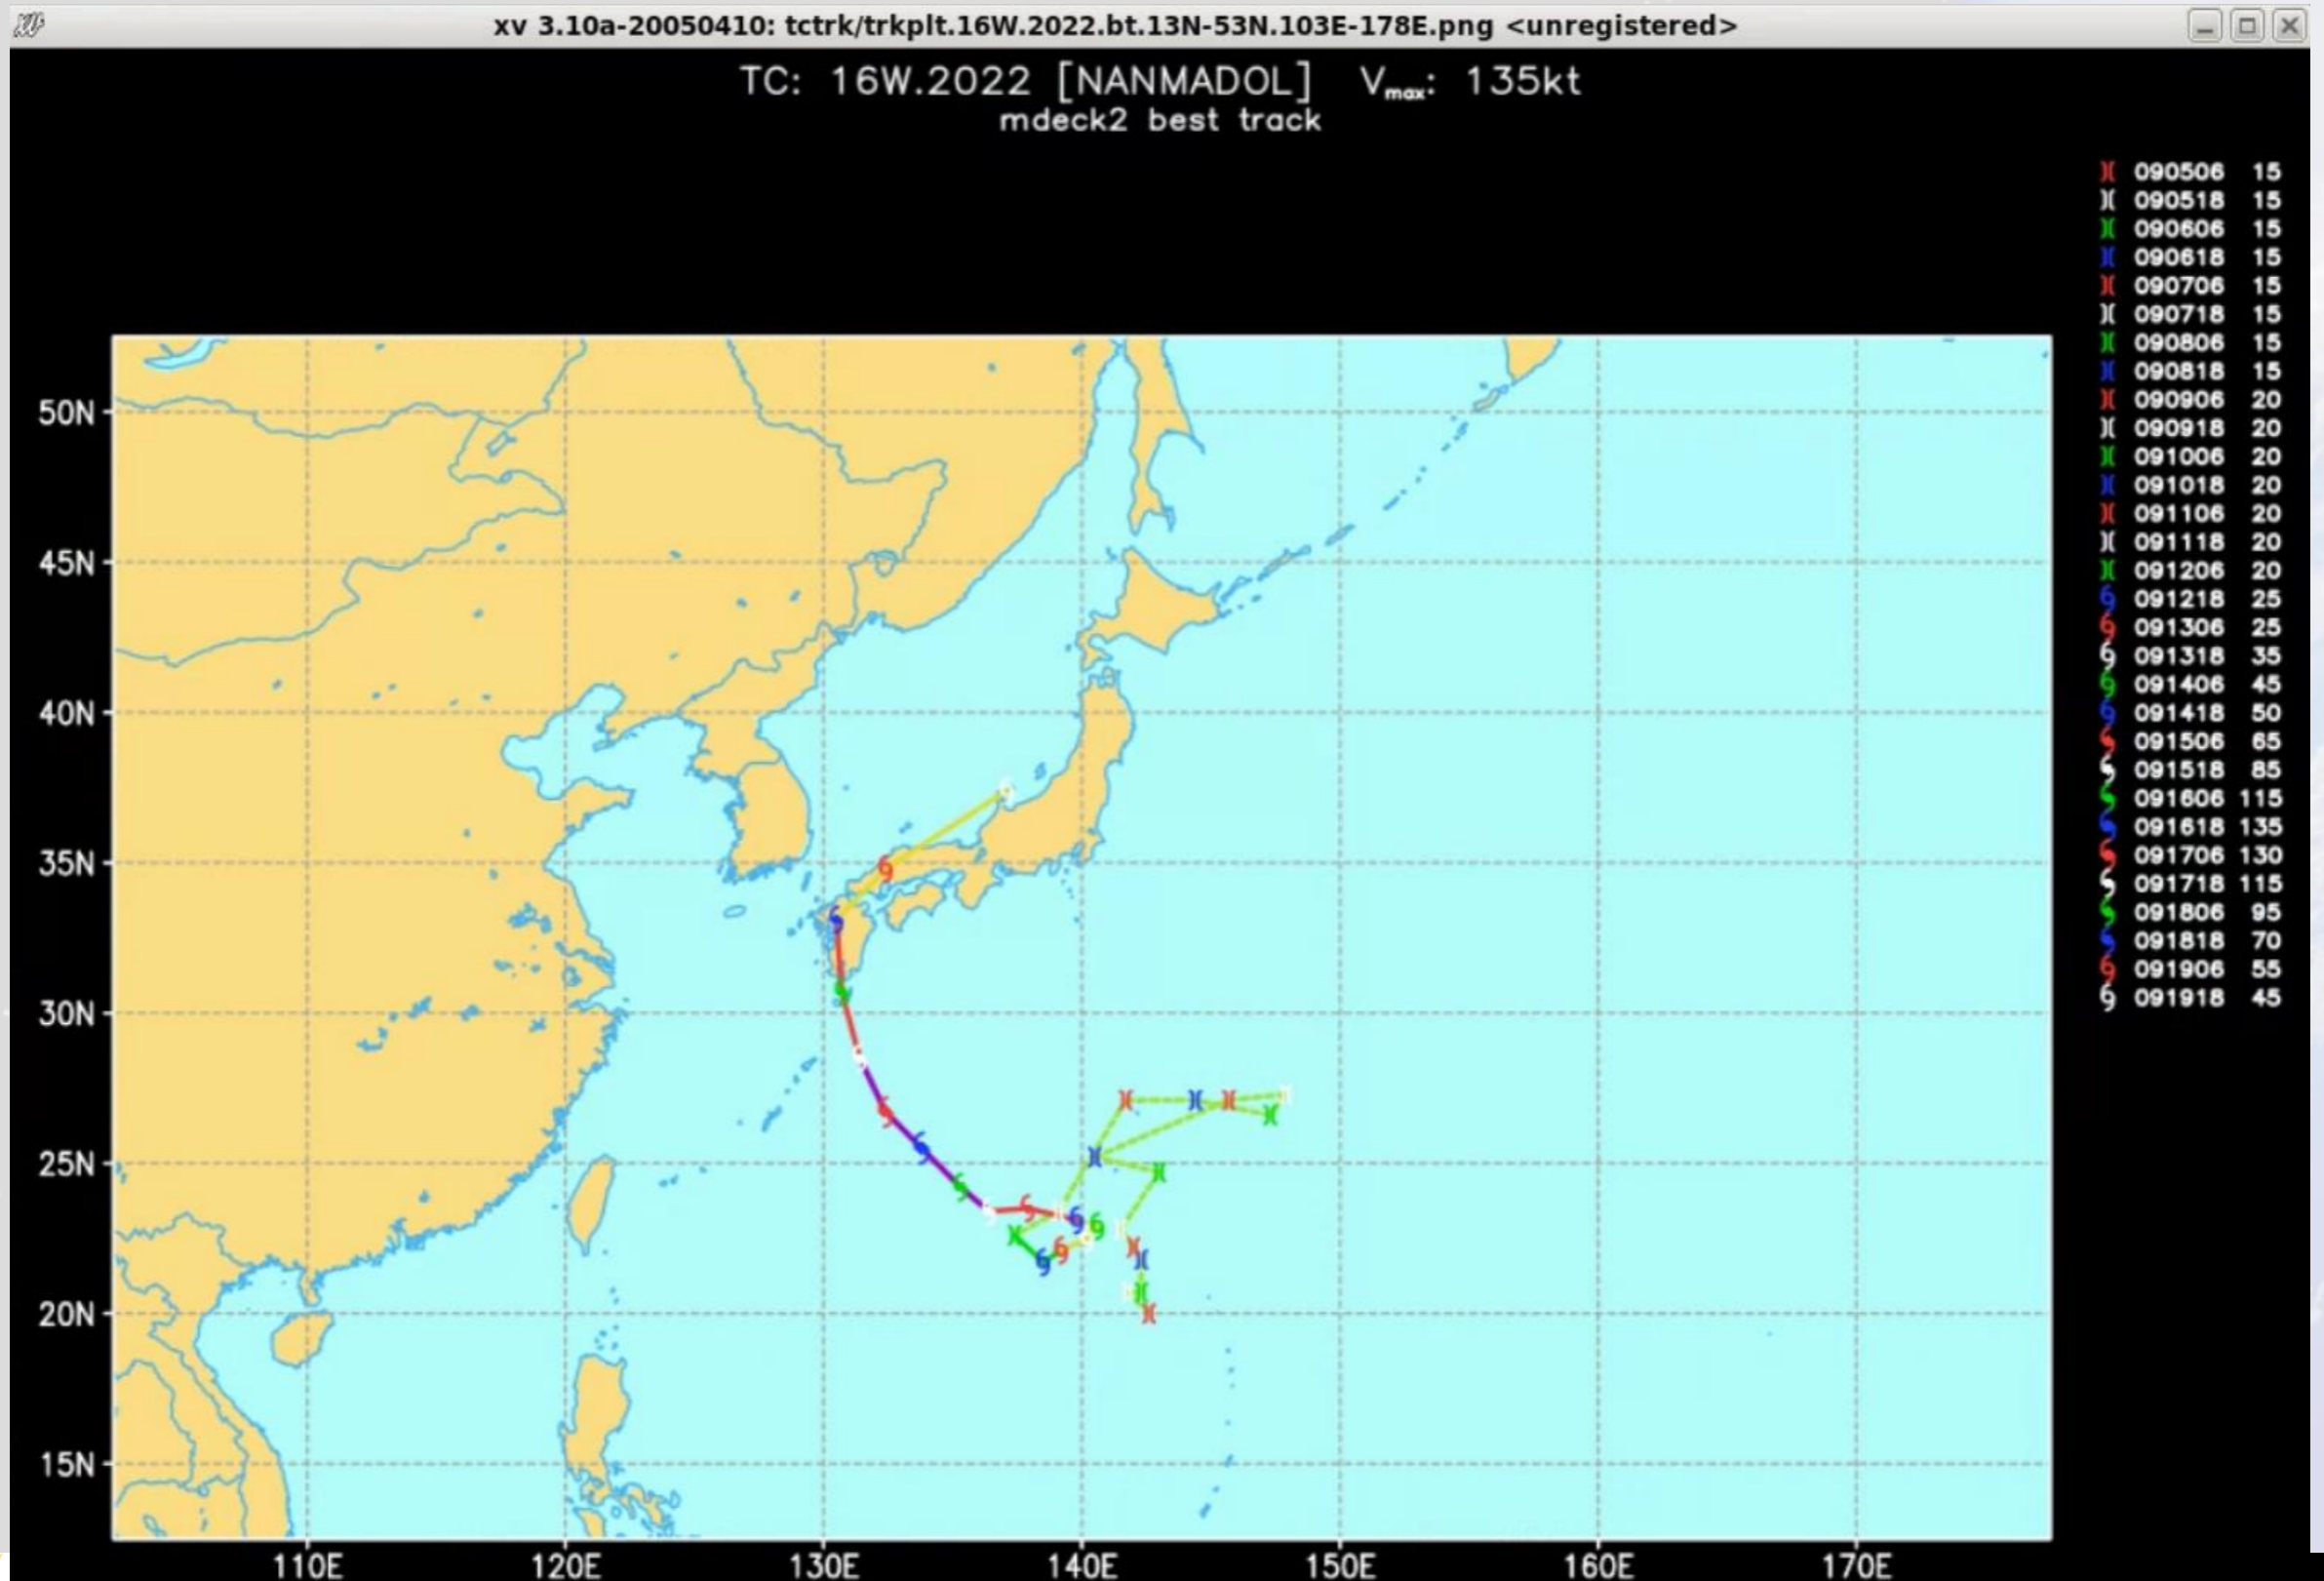 xv 3.10a-20050410: tctrk/trkplt.16W.2022.bt.13N-53N.103E-178E.png <unregistered>
TC: 16W.2022 [NANMADOL] Vmax: 135kt
mdeck2 best track
090506 15
090518 15
090606 15
090618 15
090706 15
090718 15
090806 15
090818 15
090906 20
090918 20
091006 20
091018 20
091106 20
091118 20
091206 20
091218 25
091306 25
091318 35
091406 45
091418 50
091506 65
091518 85
091606 115
091618 135
091706 130
091718 115
091806 95
091818 70
091906 55
091918 45
50N
45N
40N
35N
30N
25N
20N
15N
110E 120E 130E 140E 150E 160E 170E